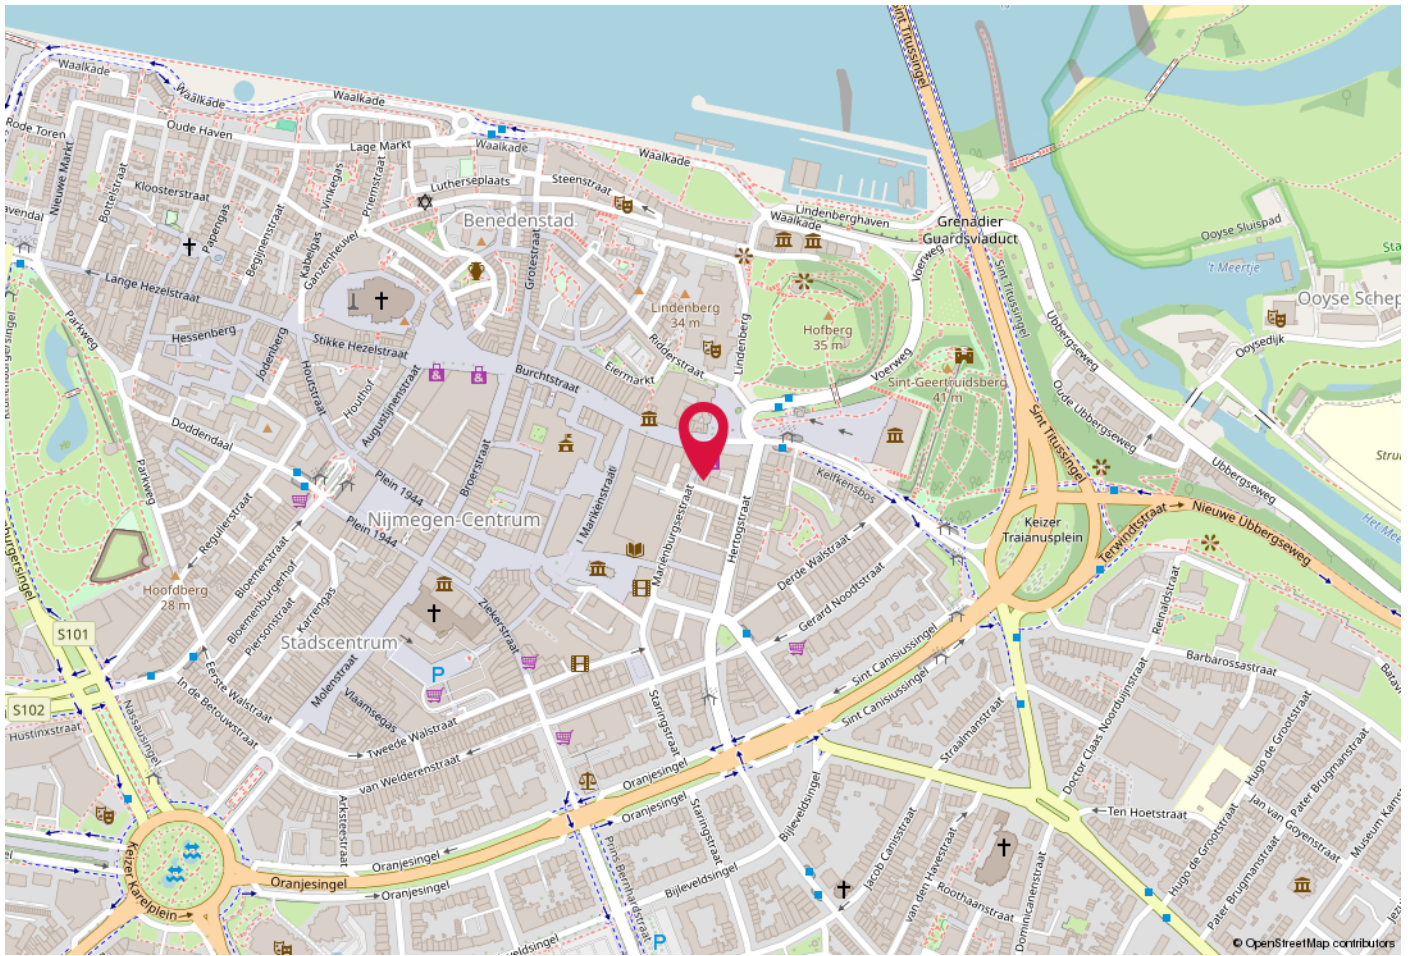 Waalkade
Waalkade
Waalkade
Sint Titussingel
Rode Toren
Oude Haven
Lage Markt
Waalkade
Waalkade
Nieuwe Markt
Bottelstraat
Kloosterstraat
Papengas
Begijnenstraat
Vinkegas
Priemstraat
Lutherseplaats
Steenstraat
Benedenstad
Lindenberghaven
Waalkade
Grenadier
Guardsviaduct
Ooyse Sluispad
't Meertje
Ooyse Schep
Ooysedijk
avendal
Kabelgas
Ganzenheuvel
Grotestraat
Voerweg
Sint Titussingel
Ubbergseweg
Lange Hezelstraat
Parkweg
Hessenberg
Jodenberg
Stikke Hezelstraat
Houtstraat
Houthof
Augustijnenstraat
Burchtstraat
Eiermarkt
Ridderstraat
Lindenberg
34 m
Lindenberg
Hofberg
35 m
Voerweg
Sint-Geertruidsberg
41 m
Oude Ubbergseweg
Sint Titussingel
Ubbergseweg
Doddendaal
Parkweg
Regulierstraat
Plein 1944
Plein 1944
Broerstraat
Nijmegen-Centrum
Mariënburgsestraat
Hertogstraat
Kelfkensbos
Keizer
Traianusplein
Terwindtstraat
Nieuwe Ubbergseweg
Hoofdberg
28 m
Bloemerstraat
Bloemenburgerhof
Piersonstraat
Karrengas
Stadscentrum
Ziekerstraat
Derde Walstraat
Gerard Noodtstraat
Sint Canisiussingel
Sint Canisiussingel
Reinaldstraat
Barbarossastraat
S101
S102
Hustinxstraat
Nassausingel
Eerste Walstraat
In de Betouwstraat
Molenstraat
Vlaamsegas
P
Tweede Walstraat
van Welderenstraat
Arksteestraat
Staringstraat
Oranjesingel
Oranjesingel
Oranjesingel
Oranjesingel
Oranjesingel
Keizer Karelplein
Staringstraat
Bijleveldsingel
Bijleveldsingel
Prins Bernhardstraat
P
Straalmanstraat
Doctor Claas Noorduijnstraat
Hugo de Grootstraat
Pater Brugmanstraat
Jan van Goyenstraat
Ten Hoetstraat
Jacob Canisstraat
van den Havestraat
Roothaanstraat
Dominicanenstraat
Hugo de Grootstraat
Pater Brugmanstraat
© OpenStreetMap contributors